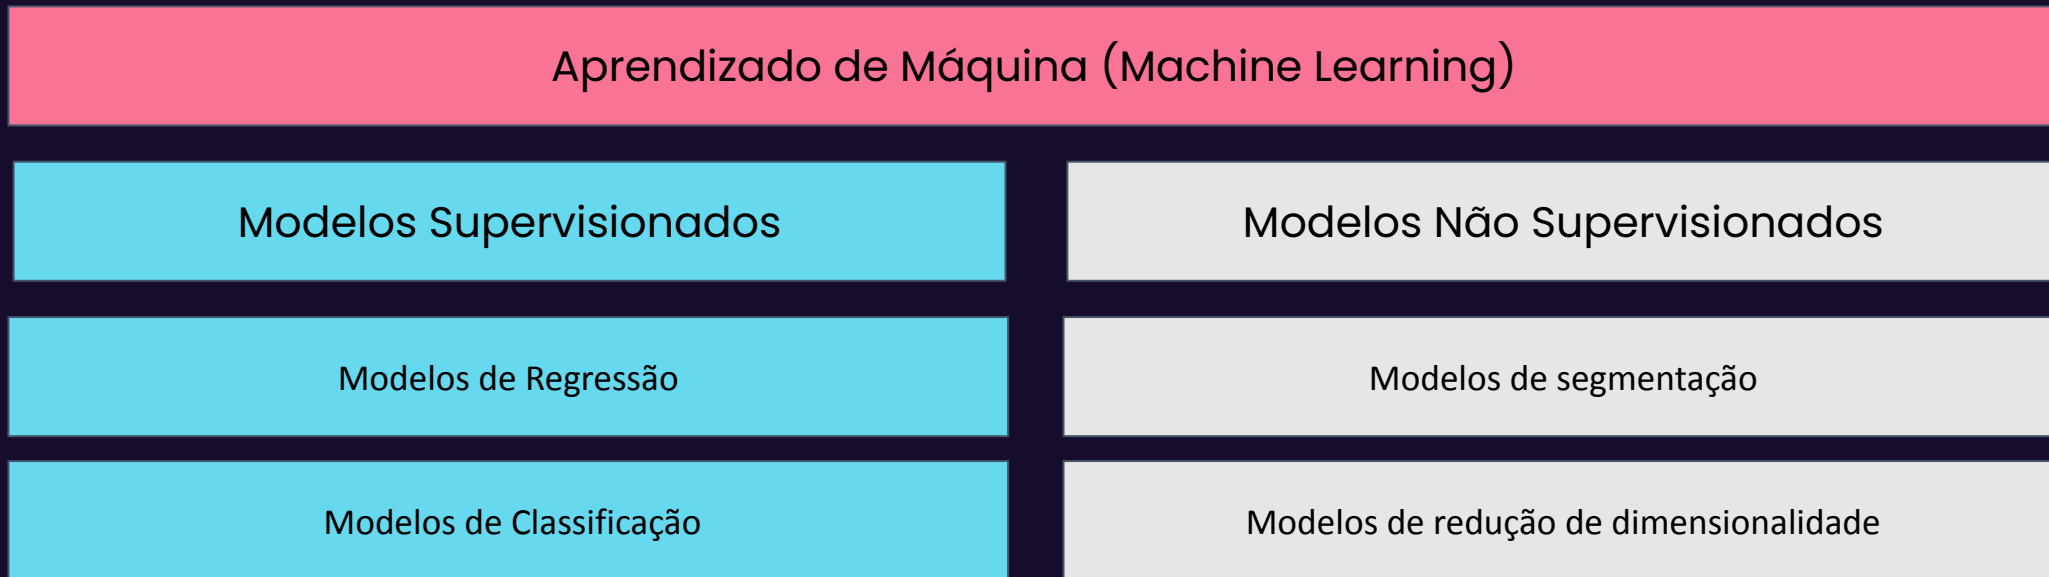 Aprendizado de Máquina (Machine Learning)
Modelos Supervisionados
Modelos Não Supervisionados
Modelos de Regressão
Modelos de segmentação
Modelos de Classificação
Modelos de redução de dimensionalidade